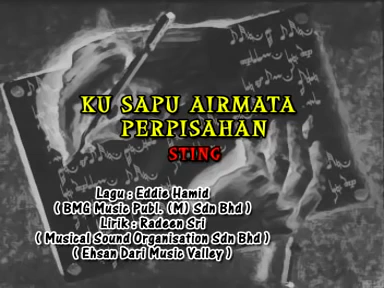 KU SAPU AIRMATA
PERPISAHAN
STING
Lagu : Eddie Hamid
( BMG Music Publ. (M) Sdn Bhd )
Lirik : Radeen Sri
( Musical Sound Organisation Sdn Bhd )
( Ehsan Dari Music Valley )